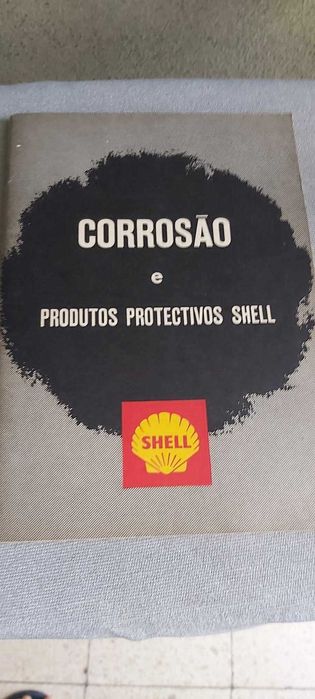 CORROSÃO
e
PRODUTOS PROTECTIVOS SHELL
SHELL